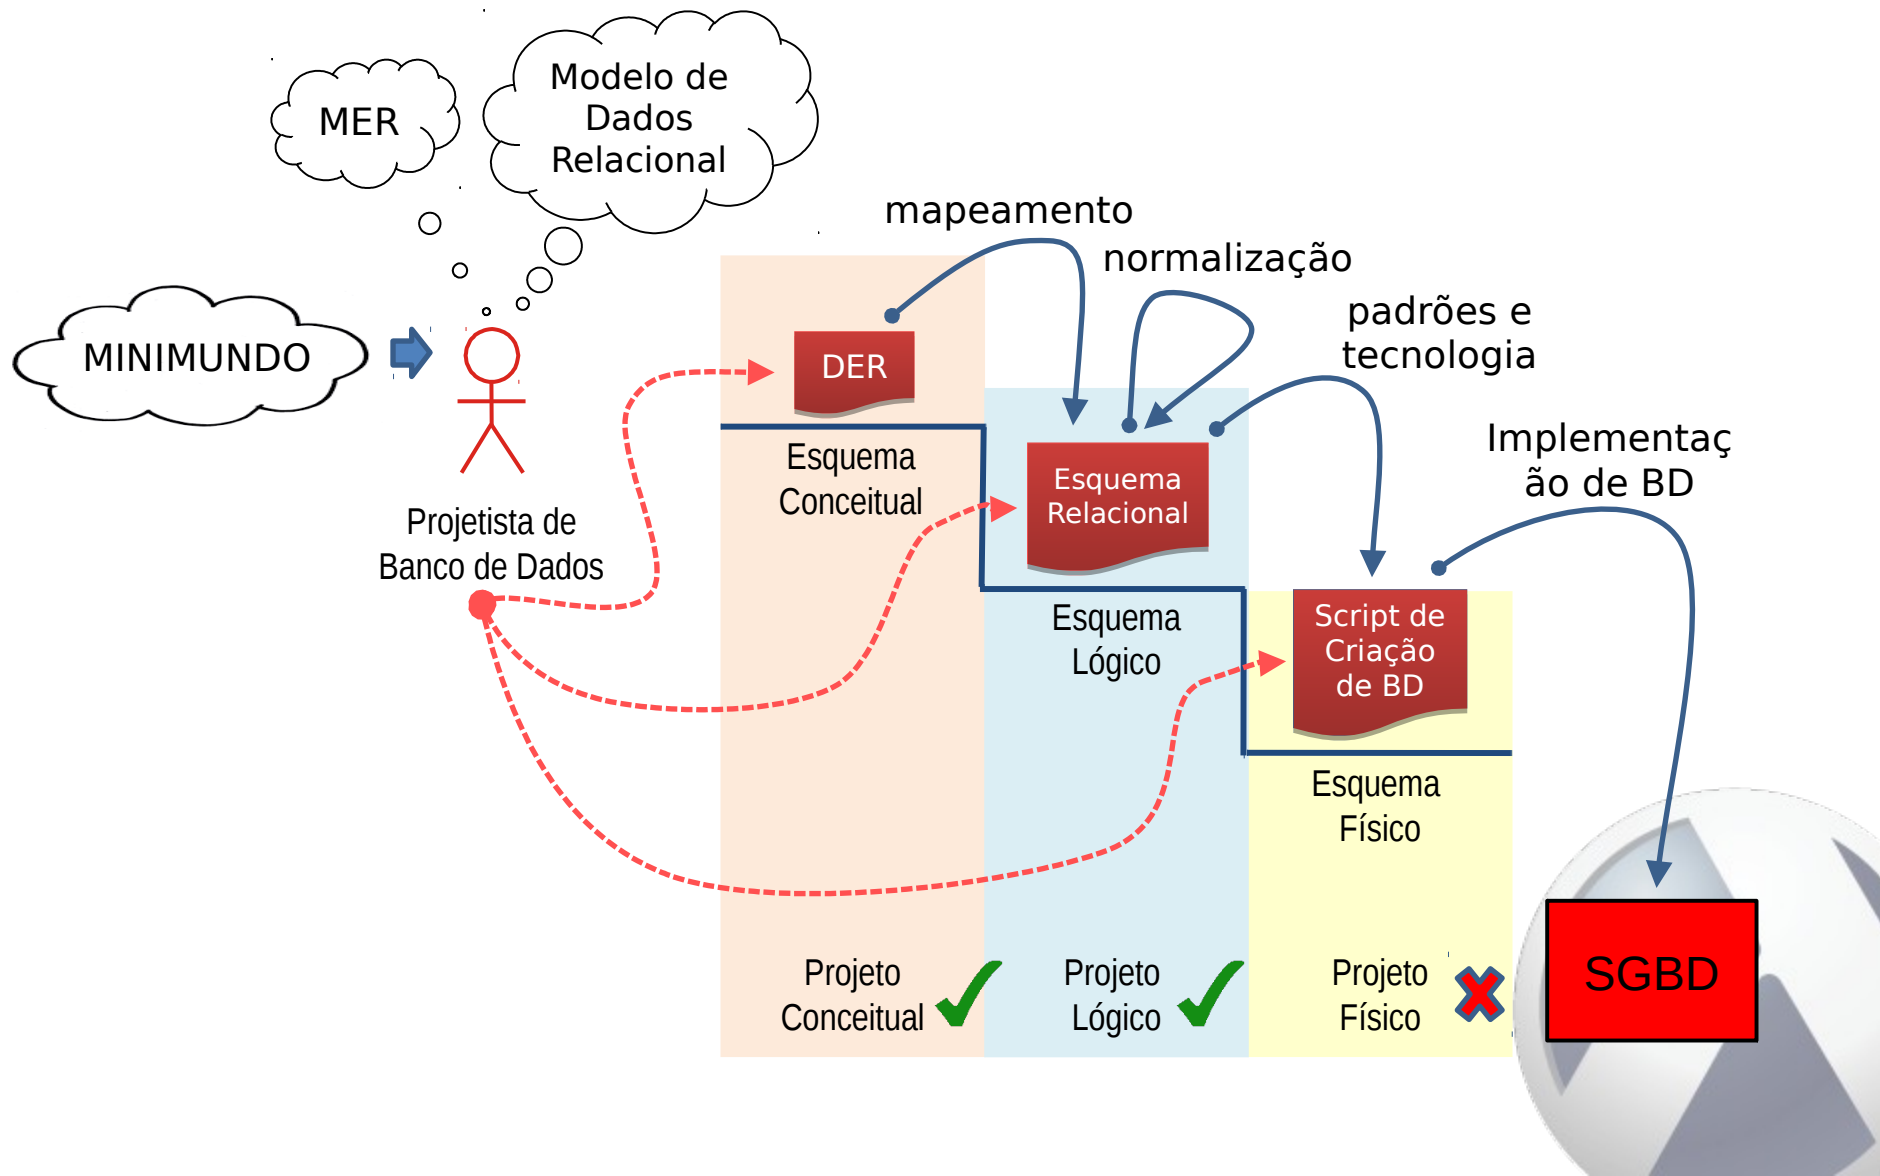 Modelo de
Dados
Relacional
MER
mapeamento
normalização
padrões e
tecnologia
MINIMUNDO
DER
Implementaç
ão de BD
Esquema
Conceitual
Esquema
Relacional
Projetista de
Banco de Dados
Esquema
Lógico
Script de
Criação
de BD
Esquema
Físico
Projeto
Conceitual
Projeto
Lógico
Projeto
Físico
SGBD